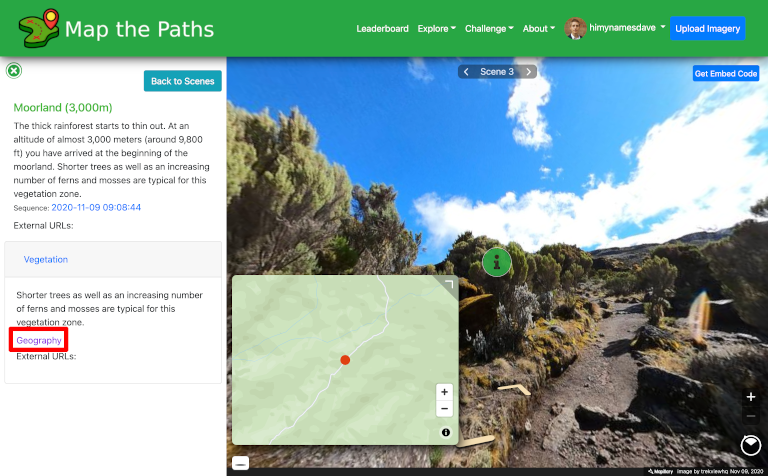 Map the Paths
Leaderboard Explore Challenge About himynamesdave Upload Imagery
Back to Scenes
Moorland (3,000m)
The thick rainforest starts to thin out. At an
altitude of almost 3,000 meters (around 9,800
ft) you have arrived at the beginning of the
moorland. Shorter trees as well as an increasing
number of ferns and mosses are typical for this
vegetation zone.
Sequence: 2020-11-09 09:08:44
External URLs:
Vegetation
Shorter trees as well as an increasing number
of ferns and mosses are typical for this
vegetation zone.
Geography
External URLs:
Scene 3
Get Embed Code
Mapillary image by trekviewhq Nov 09, 2020